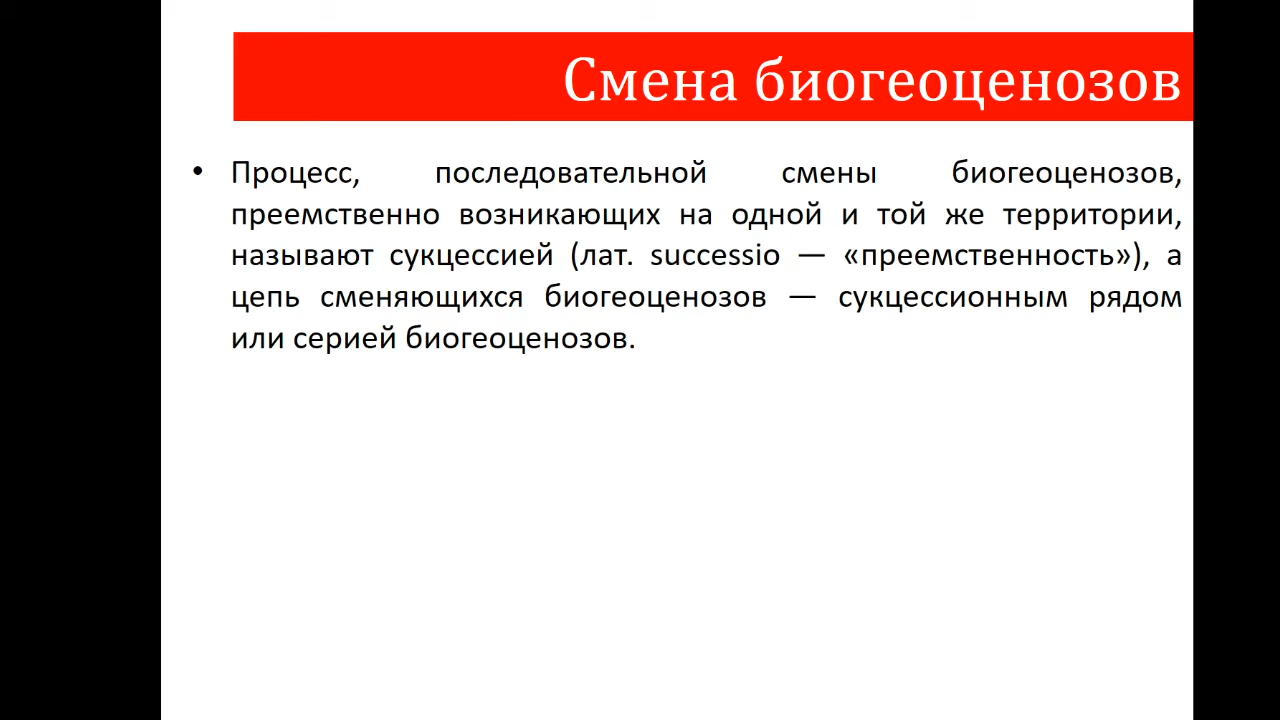 Смена биогеоценозов
• Процесс, последовательной смены биогеоценозов,
преемственно возникающих на одной и той же территории,
называют сукцессией (лат. successio — «преемственность»), а
цепь сменяющихся биогеоценозов — сукцессионным рядом
или серией биогеоценозов.